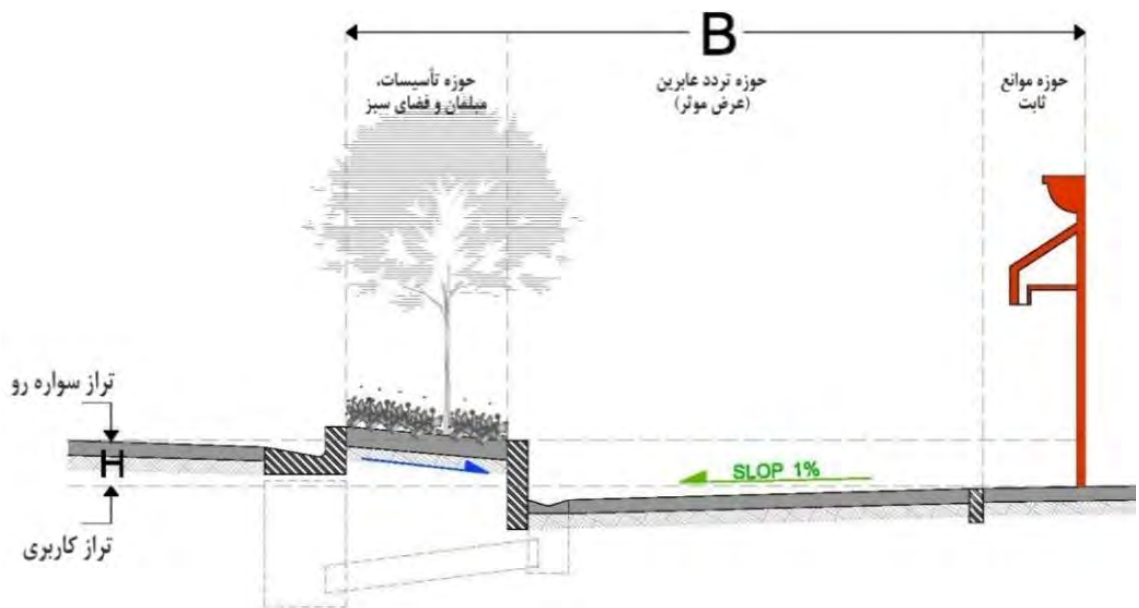 B
حوزه موانع
ثابت
حوزه تردد عابرین
(عرض موثر)
حوزه تأسیسات،
مبلمان و فضای سبز
تراز سواره رو
H
SLOP 1%
تراز کاربری